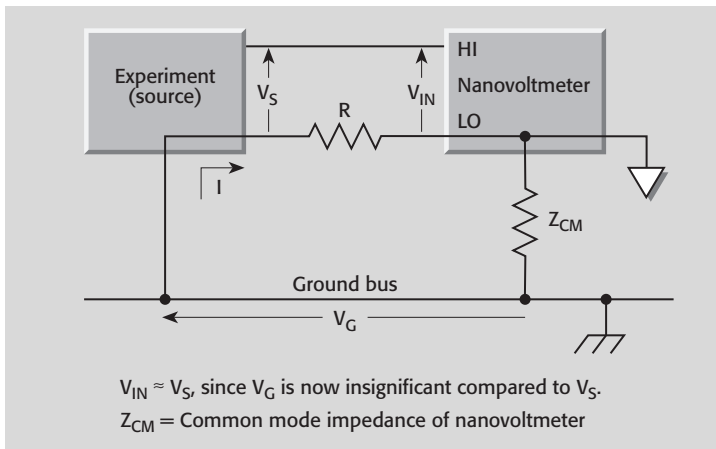 Experiment
(source)
V_S
R
V_IN
HI
Nanovoltmeter
LO
I
Z_CM
Ground bus
V_G
V_IN ≈ V_S, since V_G is now insignificant compared to V_S.
Z_CM = Common mode impedance of nanovoltmeter